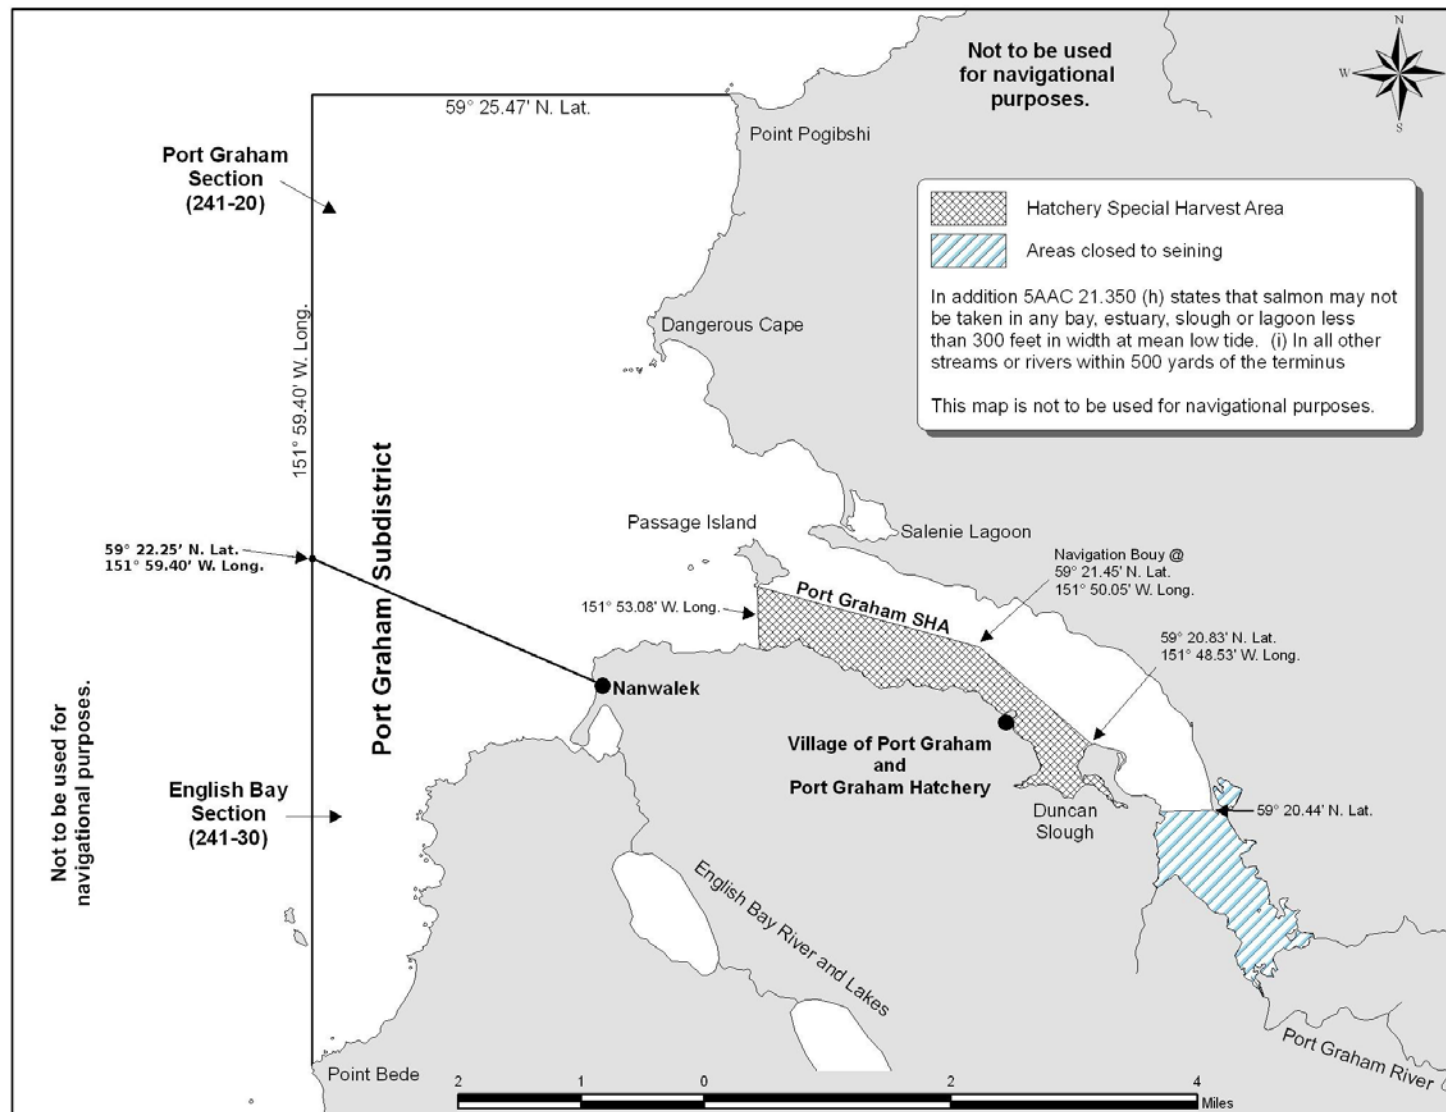 N
W
S
Not to be used
for navigational
purposes.
59° 25.47' N. Lat.
Point Pogibshi
Port Graham
Section
(241-20)
Hatchery Special Harvest Area
Areas closed to seining
In addition 5AAC 21.350 (h) states that salmon may not
be taken in any bay, estuary, slough or lagoon less
than 300 feet in width at mean low tide. (i) In all other
streams or rivers within 500 yards of the terminus
This map is not to be used for navigational purposes.
151° 59.40' W. Long.
Dangerous Cape
Port Graham Subdistrict
Passage Island
Salenie Lagoon
59° 22.25' N. Lat.
151° 59.40' W. Long.
Navigation Bouy @
59° 21.45' N. Lat.
151° 50.05' W. Long.
151° 53.08' W. Long.
Port Graham SHA
59° 20.83' N. Lat.
151° 48.53' W. Long.
Nanwalek
Not to be used for
navigational purposes.
Village of Port Graham
and
Port Graham Hatchery
English Bay
Section
(241-30)
Duncan
Slough
59° 20.44' N. Lat.
English Bay River and Lakes
Port Graham River
Point Bede
2 1 0 2 4
Miles